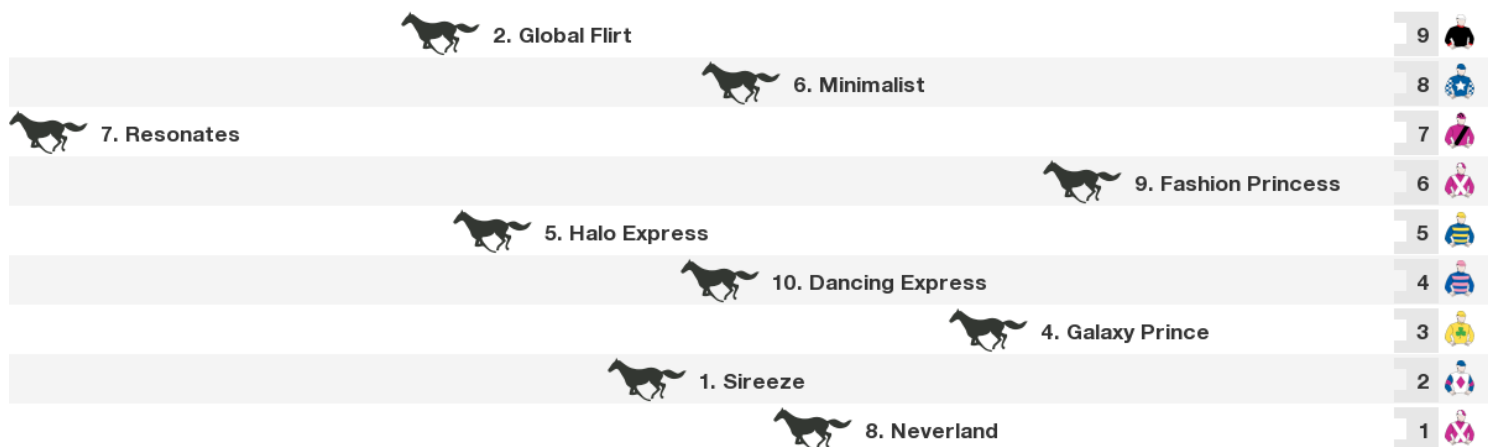 2. Global Flirt 9
6. Minimalist 8
7. Resonates 7
9. Fashion Princess 6
5. Halo Express 5
10. Dancing Express 4
4. Galaxy Prince 3
1. Sireeze 2
8. Neverland 1